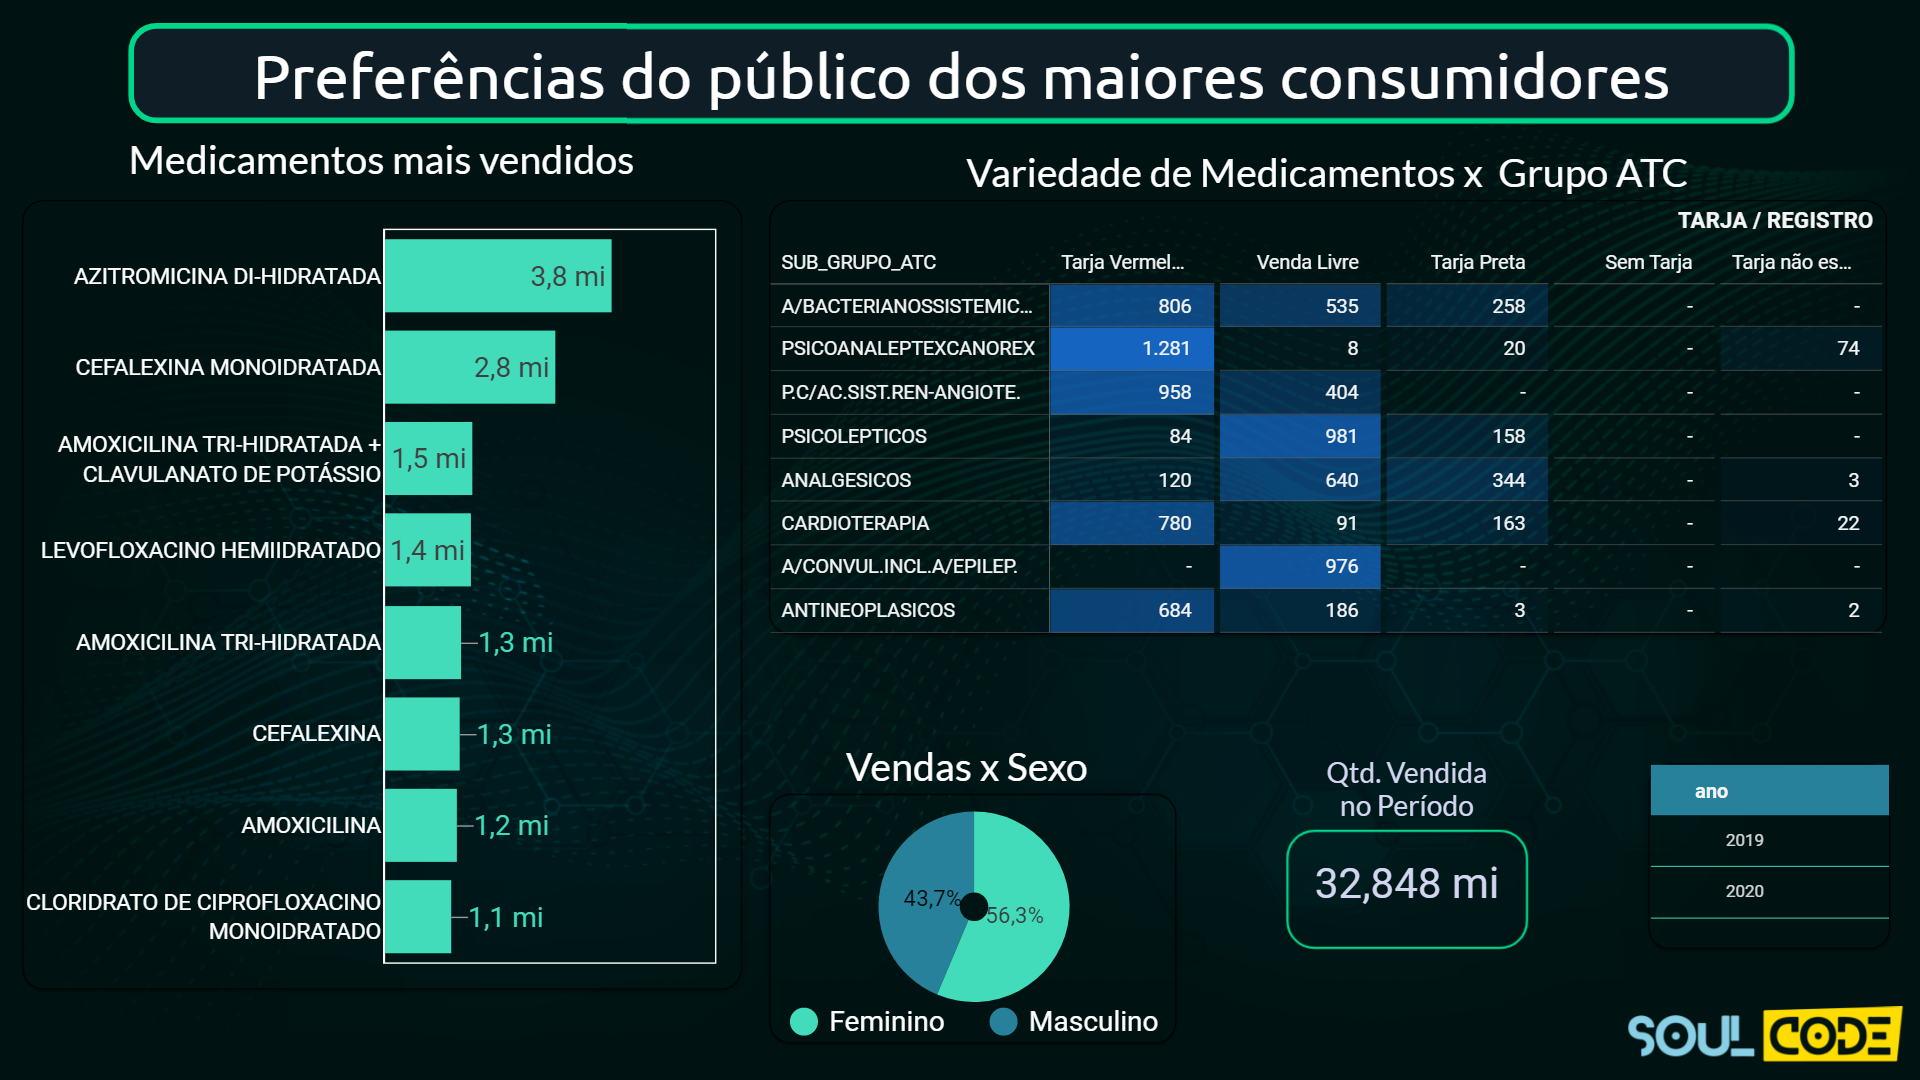 Preferências do público dos maiores consumidores
Medicamentos mais vendidos
AZITROMICINA DI-HIDRATADA 3,8 mi
CEFALEXINA MONOIDRATADA 2,8 mi
AMOXICILINA TRI-HIDRATADA +
CLAVULANATO DE POTÁSSIO 1,5 mi
LEVOFLOXACINO HEMIIDRATADO 1,4 mi
AMOXICILINA TRI-HIDRATADA 1,3 mi
CEFALEXINA 1,3 mi
AMOXICILINA 1,2 mi
CLORIDRATO DE CIPROFLOXACINO
MONOIDRATADO 1,1 mi
Variedade de Medicamentos x Grupo ATC
TARJA / REGISTRO
SUB_GRUPO_ATC Tarja Vermel... Venda Livre Tarja Preta Sem Tarja Tarja não es...
A/BACTERIANOSSISTEMIC... 806 535 258 - -
PSICOANALEPTEXCANOREX 1.281 8 20 - 74
P.C/AC.SIST.REN-ANGIOTE. 958 404 - - -
PSICOLEPTICOS 84 981 158 - -
ANALGESICOS 120 640 344 - 3
CARDIOTERAPIA 780 91 163 - 22
A/CONVUL.INCL.A/EPILEP. - 976 - - -
ANTINEOPLASICOS 684 186 3 - 2
Vendas x Sexo
43,7%
56,3%
Feminino Masculino
Qtd. Vendida
no Período
32,848 mi
ano
2019
2020
SOUL CODE